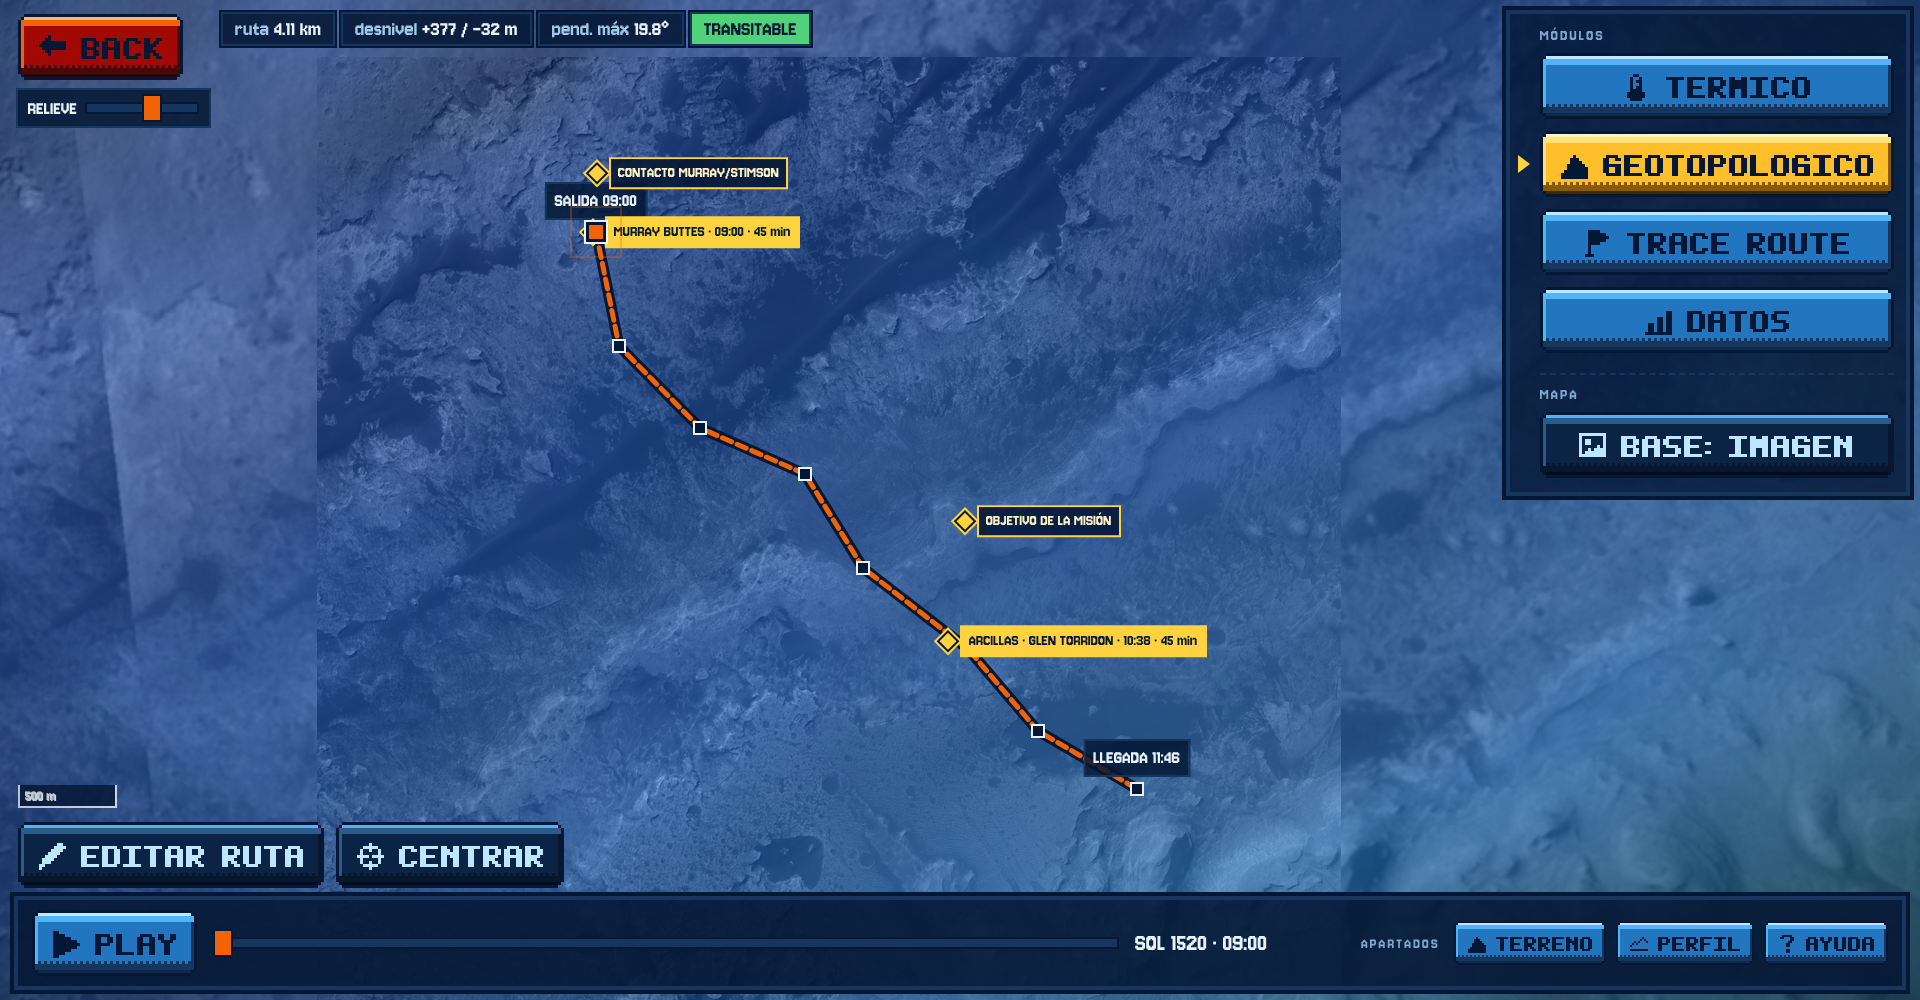 BACK
ruta 4.11 km
desnivel +377 / -32 m
pend. máx 19.8°
TRANSITABLE
RELIEVE
CONTACTO MURRAY/STIMSON
SALIDA 09:00
MURRAY BUTTES · 09:00 · 45 min
OBJETIVO DE LA MISIÓN
ARCILLAS · GLEN TORRIDON · 10:38 · 45 min
LLEGADA 11:46
MÓDULOS
TERMICO
GEOTOPOLOGICO
TRACE ROUTE
DATOS
MAPA
BASE: IMAGEN
500 m
EDITAR RUTA
CENTRAR
PLAY
SOL 1520 · 09:00
APARTADOS
TERRENO
PERFIL
? AYUDA